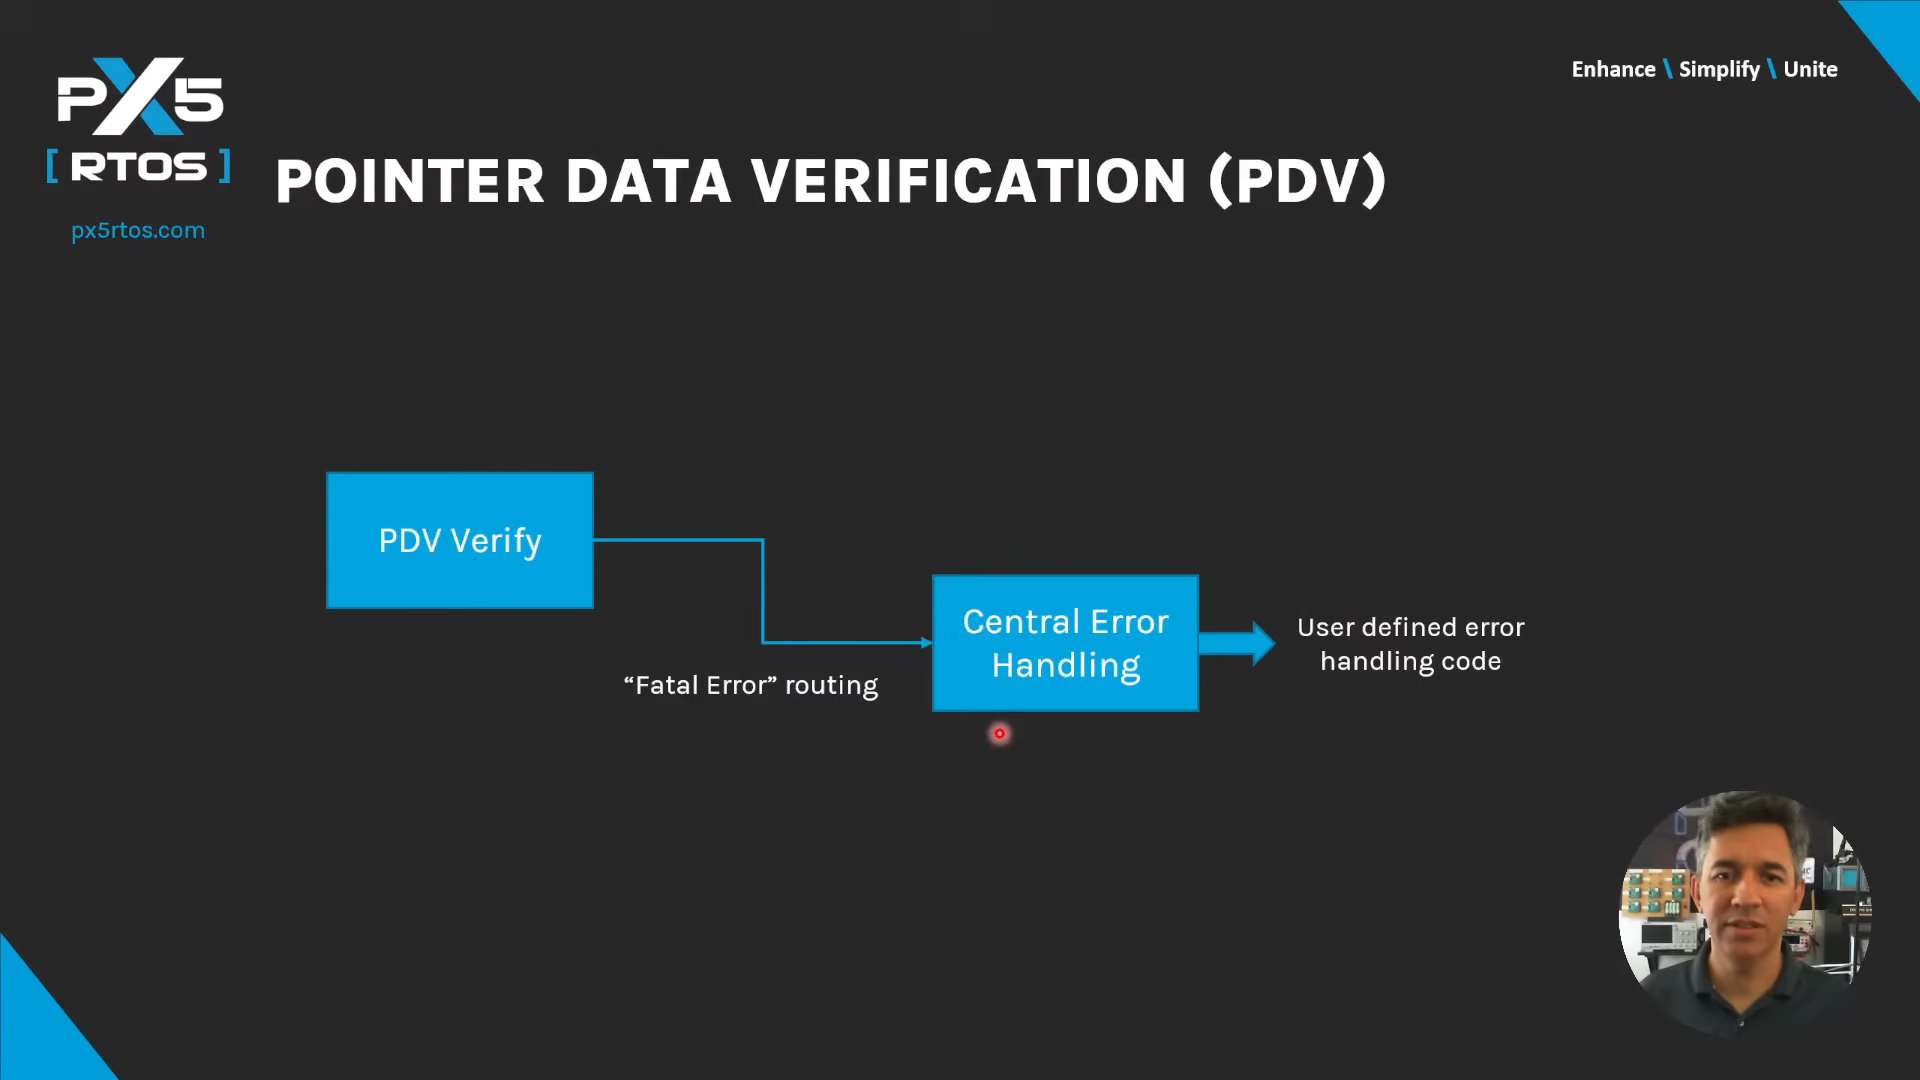 PX5
[ RTOS ]
px5rtos.com
Enhance \ Simplify \ Unite
POINTER DATA VERIFICATION (PDV)
PDV Verify
“Fatal Error” routing
Central Error
Handling
User defined error
handling code